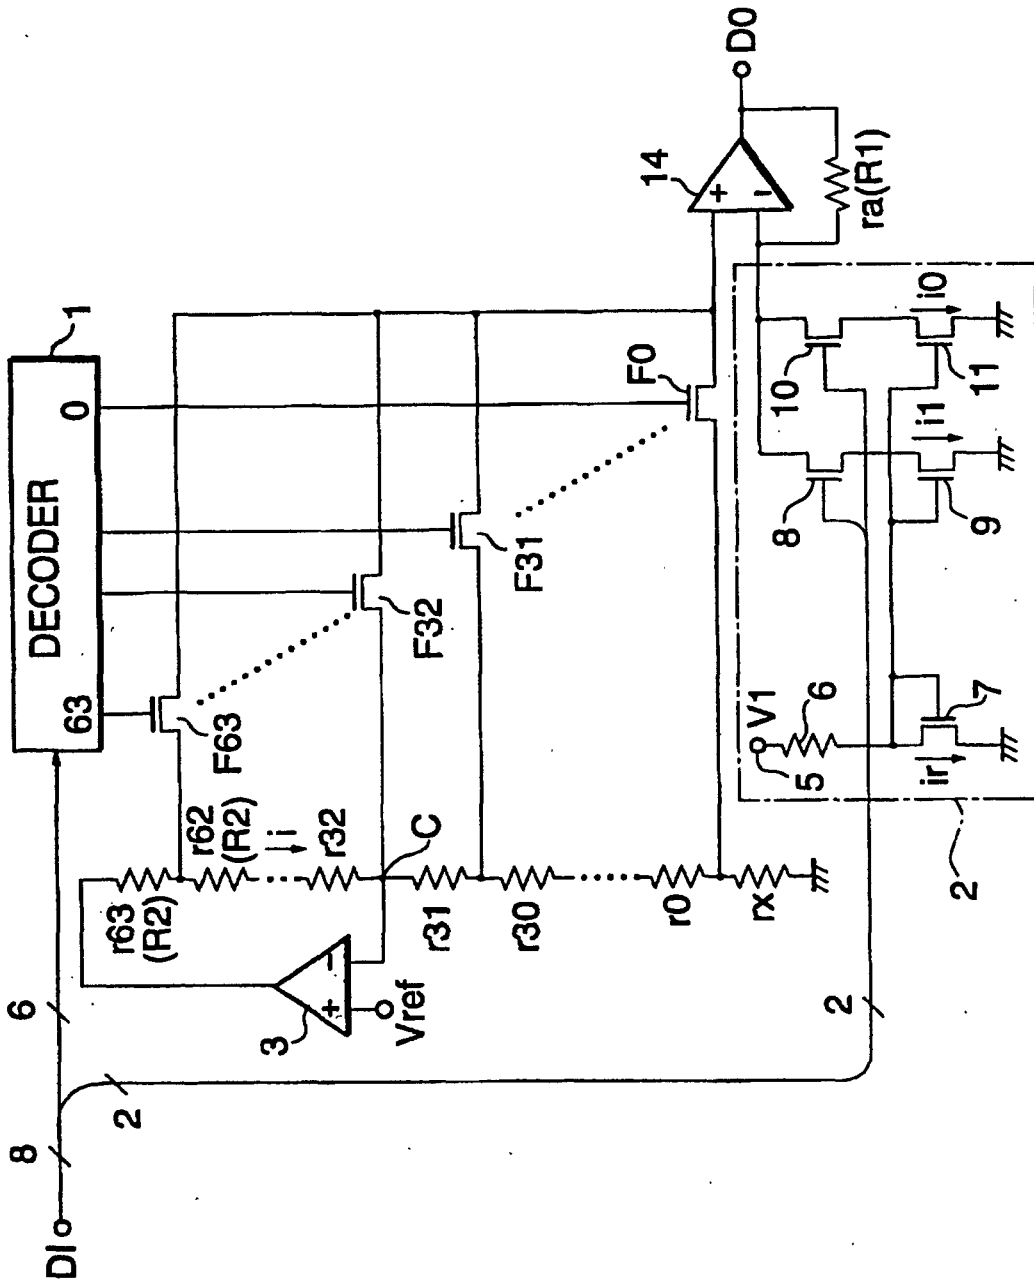 DI
8
6
2
2
DECODER
63
0
1
3
+
−
Vref
r63
(R2)
r62
(R2)
i
r32
C
r31
r30
r0
rx
F63
F32
F31
F0
14
+
−
D0
ra(R1)
2
5
V1
6
ir
7
8
9
i1
10
11
i0